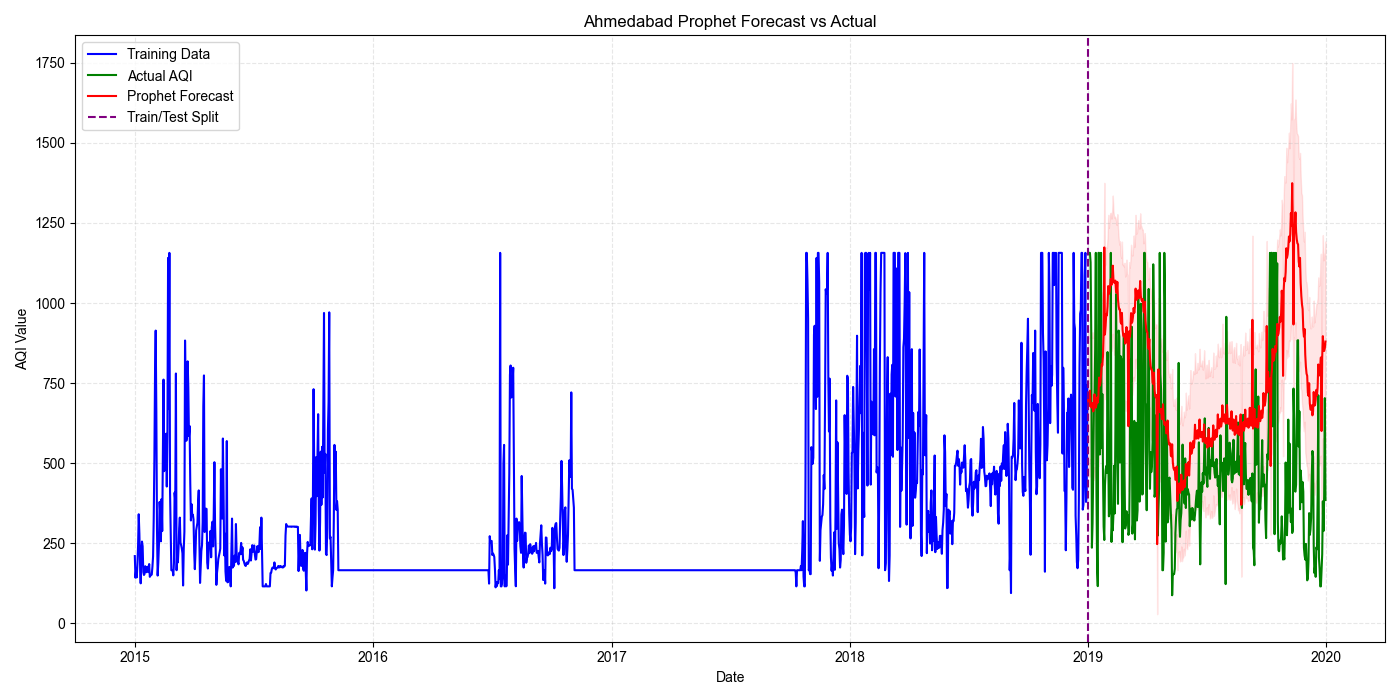 Ahmedabad Prophet Forecast vs Actual
Training Data
Actual AQI
Prophet Forecast
Train/Test Split
1750
1500
1250
1000
750
500
250
0
AQI Value
2015
2016
2017
2018
2019
2020
Date